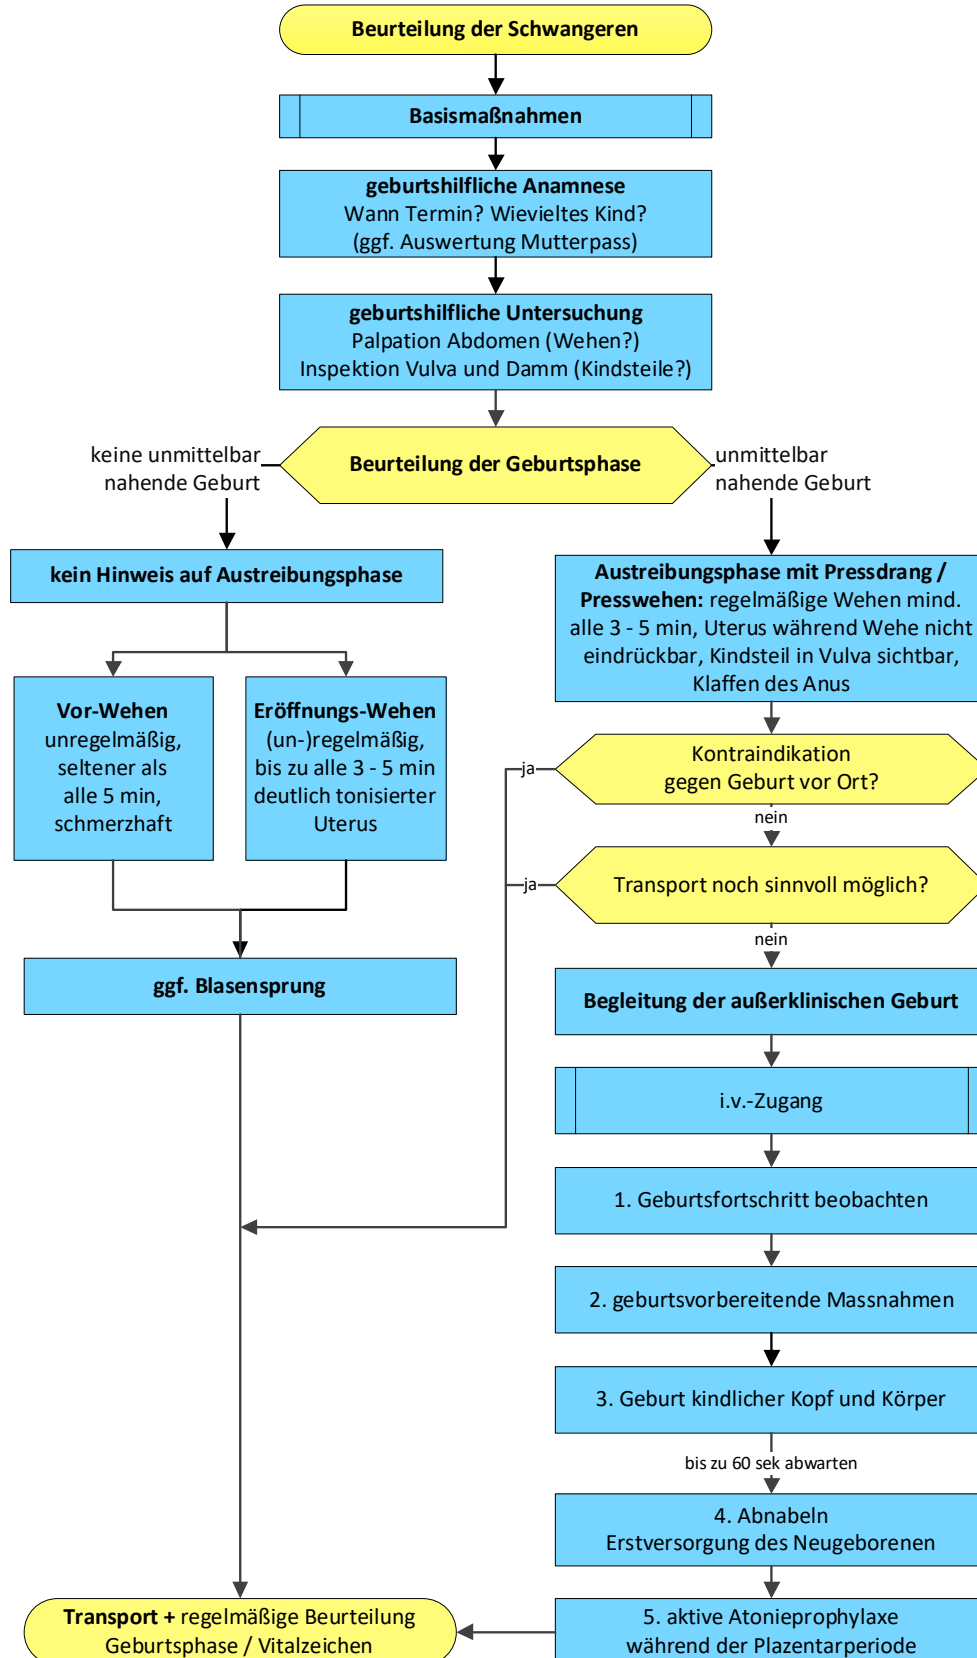 Beurteilung der Schwangeren
Basismaßnahmen
geburtshilfliche Anamnese
Wann Termin? Wievieltes Kind?
(ggf. Auswertung Mutterpass)
geburtshilfliche Untersuchung
Palpation Abdomen (Wehen?)
Inspektion Vulva und Damm (Kindsteile?)
Beurteilung der Geburtsphase
keine unmittelbar
nahende Geburt
unmittelbar
nahende Geburt
kein Hinweis auf Austreibungsphase
Vor-Wehen
unregelmäßig,
seltener als
alle 5 min,
schmerzhaft
Eröffnungs-Wehen
(un-)regelmäßig,
bis zu alle 3 - 5 min
deutlich tonisierter
Uterus
ggf. Blasensprung
Austreibungsphase mit Pressdrang /
Presswehen: regelmäßige Wehen mind.
alle 3 - 5 min, Uterus während Wehe nicht
eindrückbar, Kindsteil in Vulva sichtbar,
Klaffen des Anus
Kontraindikation
gegen Geburt vor Ort?
ja
nein
Transport noch sinnvoll möglich?
ja
nein
Begleitung der außerklinischen Geburt
i.v.-Zugang
1. Geburtsfortschritt beobachten
2. geburtsvorbereitende Massnahmen
3. Geburt kindlicher Kopf und Körper
bis zu 60 sek abwarten
4. Abnabeln
Erstversorgung des Neugeborenen
5. aktive Atonieprophylaxe
während der Plazentarperiode
Transport + regelmäßige Beurteilung
Geburtsphase / Vitalzeichen